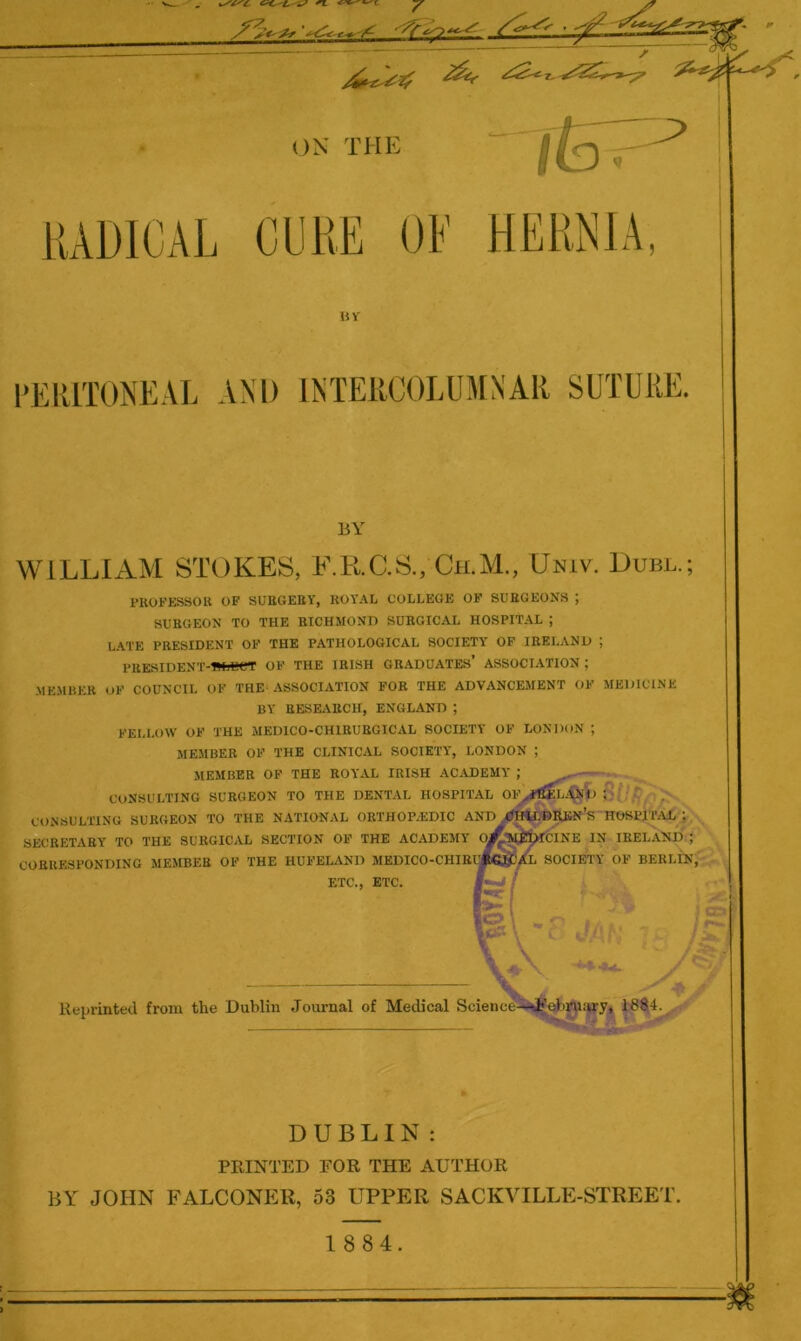 ON THE
16.
RADICAL CURE OF HERNIA,
BY
PERITONEAL AND INTERCOLUMNAR SUTURE.
BY
WILLIAM STOKES, F.R.C.S., Ch.M., Univ. Dubl.;
PROFESSOR OF SURGERY, ROYAL COLLEGE OF SURGEONS ;
SURGEON TO THE RICHMOND SURGICAL HOSPITAL ;
LATE PRESIDENT OF THE PATHOLOGICAL SOCIETY OF IRELAND ;
PRESIDENT-ELECT OF THE IRISH GRADUATES' ASSOCIATION ;
MEMBER OF COUNCIL OF THE ASSOCIATION FOR THE ADVANCEMENT OF MEDICINE
BY RESEARCH, ENGLAND ;
FELLOW OF THE MEDICO-CHIRURGICAL SOCIETY OF LONDON ;
MEMBER OF THE CLINICAL SOCIETY, LONDON ;
MEMBER OF THE ROYAL IRISH ACADEMY ;
CONSULTING SURGEON TO THE DENTAL HOSPITAL OF IRELAND ;
CONSULTING SURGEON TO THE NATIONAL ORTHOPÆDIC AND CHILDREN'S HOSPITAL ;
SECRETARY TO THE SURGICAL SECTION OF THE ACADEMY OF MEDICINE IN IRELAND ;
CORRESPONDING MEMBER OF THE HUFELAND MEDICO-CHIRURGICAL SOCIETY OF BERLIN,
ETC., ETC.
ROYAL
8 JAN
Reprinted from the Dublin Journal of Medical Science—February, 1884.
DUBLIN:
PRINTED FOR THE AUTHOR
BY JOHN FALCONER, 53 UPPER SACKVILLE-STREET.
1884.